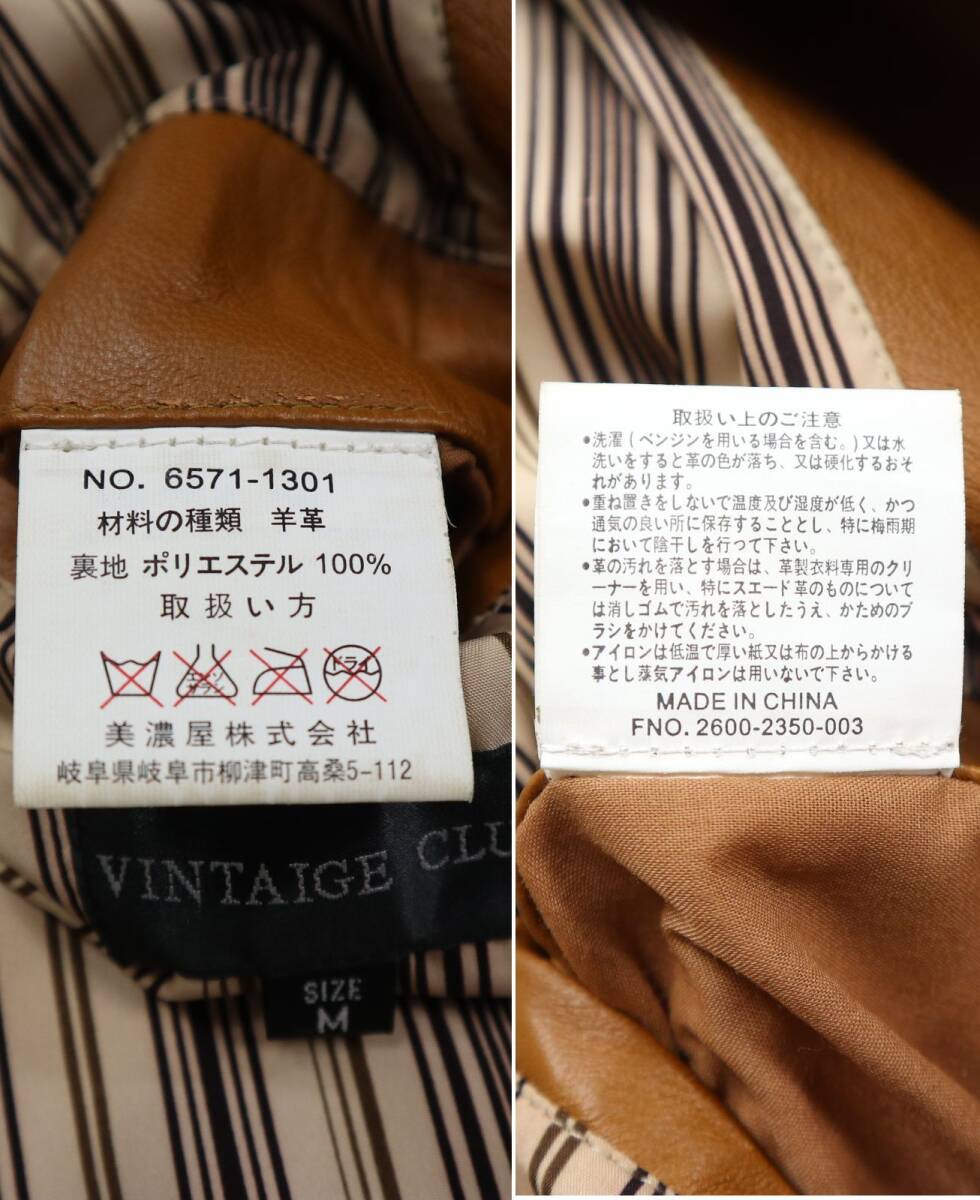 NO. 6571-1301
材料の種類 羊革
裏地 ポリエステル 100%
取扱い方
エンソ
サラシ
ドライ
美濃屋株式会社
岐阜県岐阜市柳津町高桑5-112
VINTAIGE CLU
SIZE
M
取扱い上のご注意
●洗濯(ベンジンを用いる場合を含む。)又は水
洗いをすると革の色が落ち、又は硬化するおそ
れがあります。
●重ね置きをしないで温度及び湿度が低く、かつ
通気の良い所に保存することとし、特に梅雨期
において陰干しを行つて下さい。
●革の汚れを落とす場合は、革製衣料専用のクリ
ーナーを用い、特にスエード革のものについて
は消しゴムで汚れを落としたうえ、かためのブ
ラシをかけてください。
●アイロンは低温で厚い紙又は布の上からかける
事とし蒸気アイロンは用いないで下さい。
MADE IN CHINA
FNO. 2600-2350-003